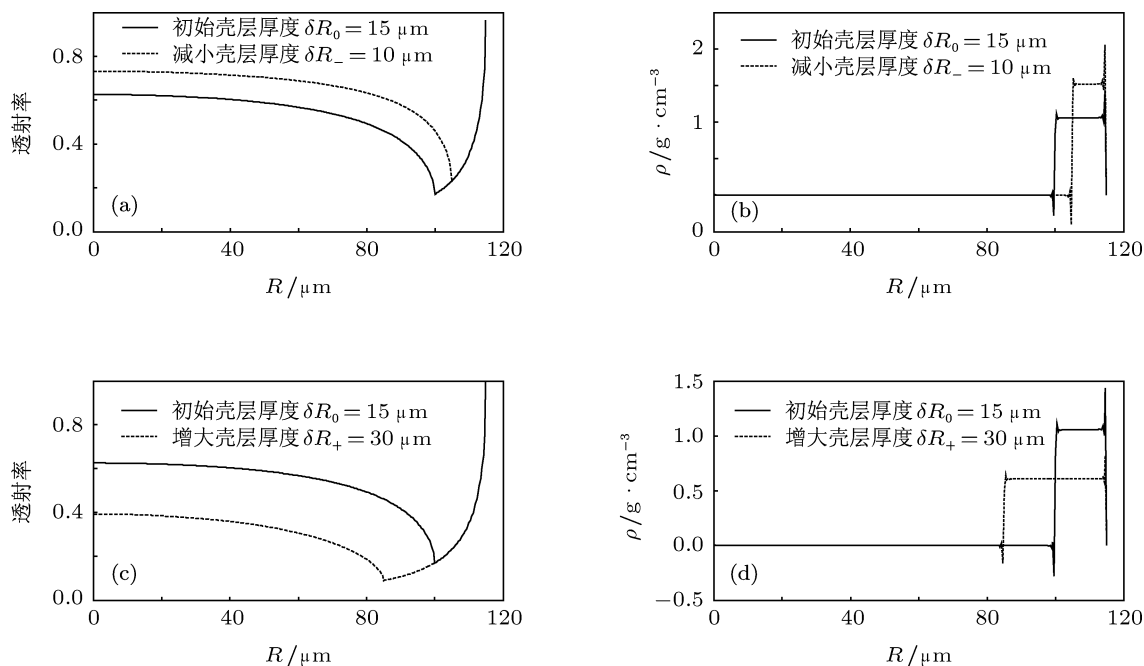 初始壳层厚度 δR₀ = 15 μm
减小壳层厚度 δR₋ = 10 μm
0.8
0.4
0.0
透射率
(a)
0 40 80 120
R/μm
初始壳层厚度 δR₀ = 15 μm
减小壳层厚度 δR₋ = 10 μm
2
1
0
ρ/g·cm⁻³
(b)
0 40 80 120
R/μm
初始壳层厚度 δR₀ = 15 μm
增大壳层厚度 δR₊ = 30 μm
0.8
0.4
0.0
透射率
(c)
0 40 80 120
R/μm
初始壳层厚度 δR₀ = 15 μm
增大壳层厚度 δR₊ = 30 μm
1.5
1.0
0.5
0.0
−0.5
ρ/g·cm⁻³
(d)
0 40 80 120
R/μm